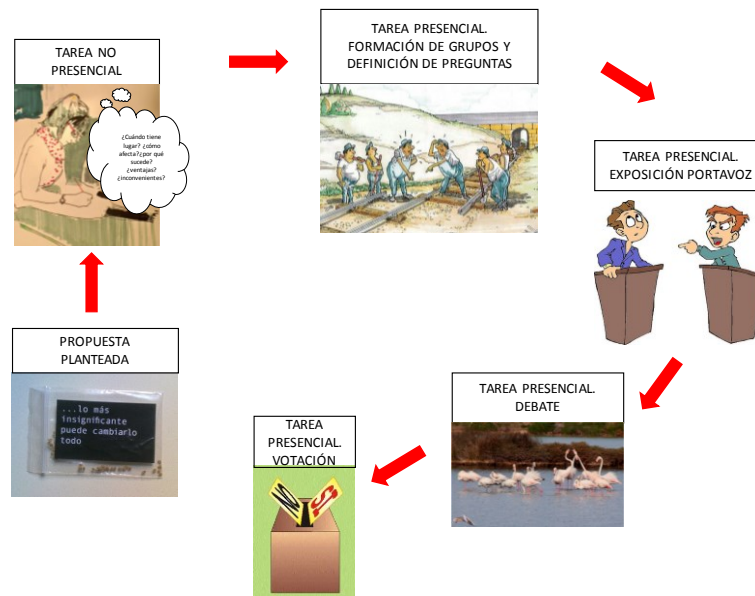 TAREA NO
PRESENCIAL
¿Cuándo tiene
lugar? ¿cómo
afecta?¿por qué
sucede?
¿ventajas?
¿inconvenientes?
TAREA PRESENCIAL.
FORMACIÓN DE GRUPOS Y
DEFINICIÓN DE PREGUNTAS
TAREA PRESENCIAL.
EXPOSICIÓN PORTAVOZ
PROPUESTA
PLANTEADA
...lo más
insignificante
puede cambiarlo
todo
TAREA PRESENCIAL.
DEBATE
TAREA
PRESENCIAL.
VOTACIÓN
NO
SI